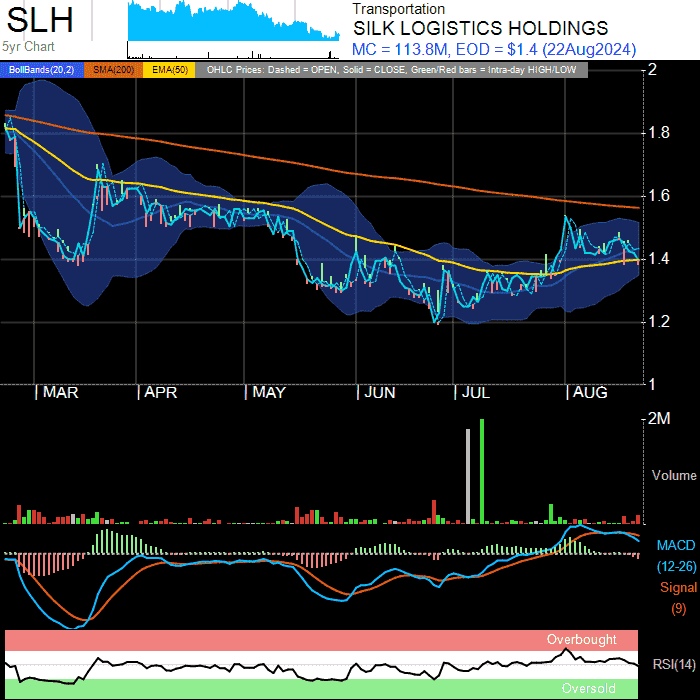 SLH
5yr Chart
Transportation
SILK LOGISTICS HOLDINGS
MC = 113.8M, EOD = $1.4 (22Aug2024)
BollBands(20,2) SMA(200) EMA(50) OHLC Prices: Dashed = OPEN, Solid = CLOSE, Green/Red bars = Intra-day HIGH/LOW
2
1.8
1.6
1.4
1.2
1
| MAR | APR | MAY | JUN | JUL | AUG
2M
Volume
MACD
(12-26)
Signal
(9)
Overbought
RSI(14)
Oversold